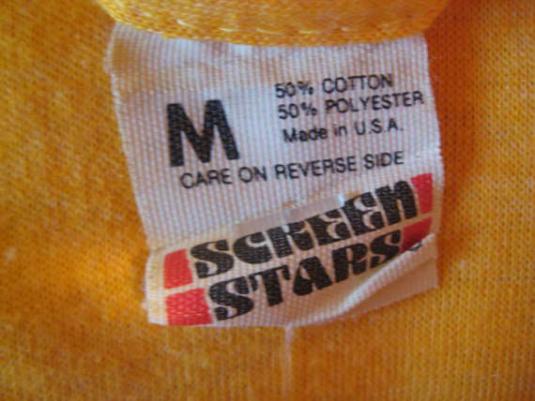 M
50% COTTON
50% POLYESTER
Made in U.S.A.
CARE ON REVERSE SIDE
SCREEN
STARS